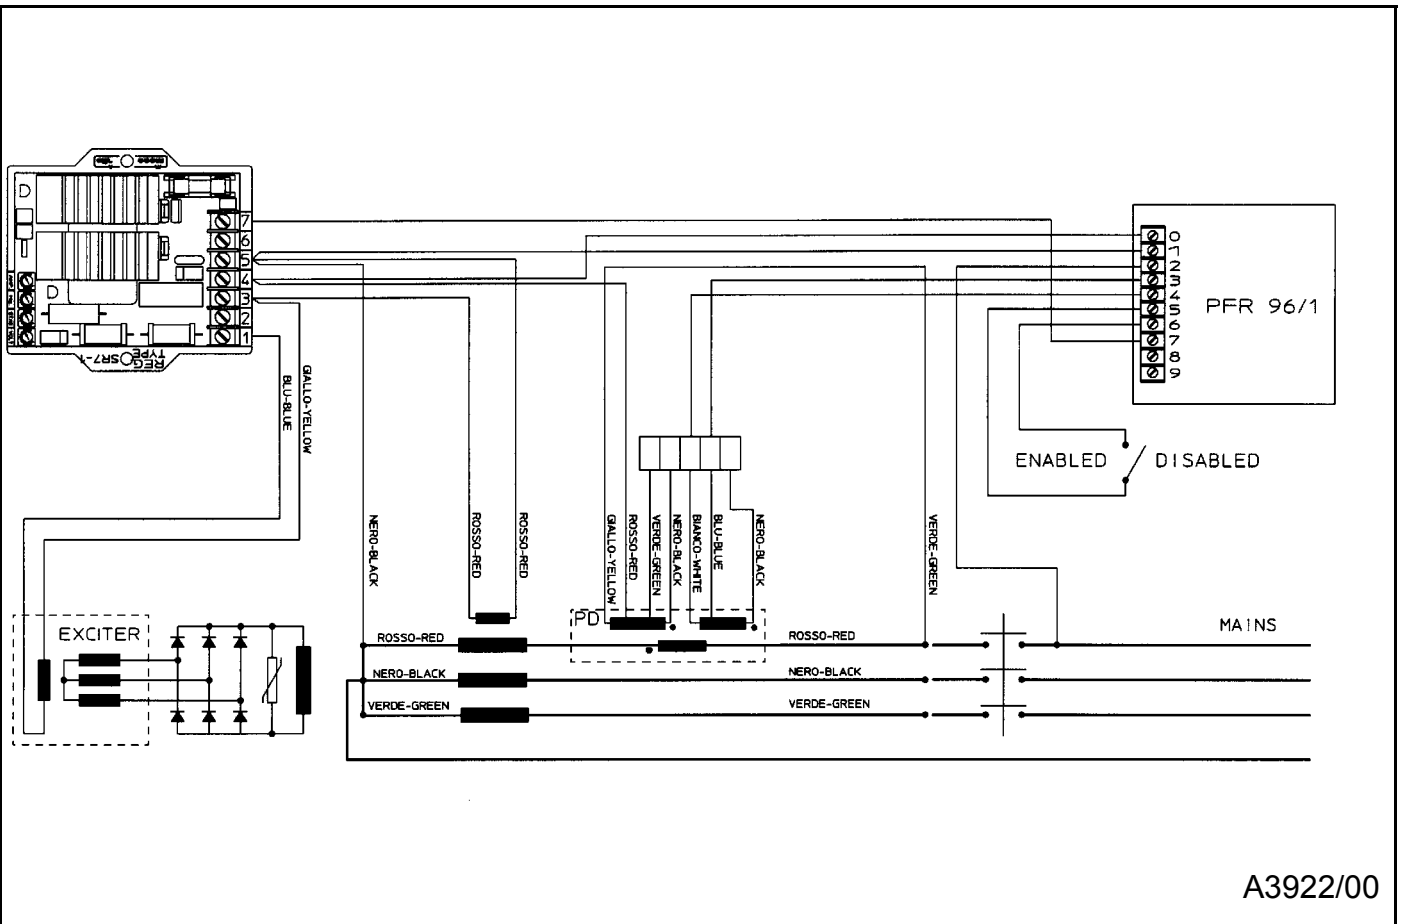 D
D
7
6
5
4
3
2
1
REG
TYPE
SR7-1
0
1
2
3
4
5
6
7
8
9
PFR 96/1
ENABLED
DISABLED
BLU-BLUE
GIALLO-YELLOW
NERO-BLACK
ROSSO-RED
ROSSO-RED
GIALLO-YELLOW
ROSSO-RED
VERDE-GREEN
NERO-BLACK
BIANCO-WHITE
BLU-BLUE
NERO-BLACK
VERDE-GREEN
PD
EXCITER
ROSSO-RED
ROSSO-RED
MAINS
NERO-BLACK
NERO-BLACK
VERDE-GREEN
VERDE-GREEN
A3922/00